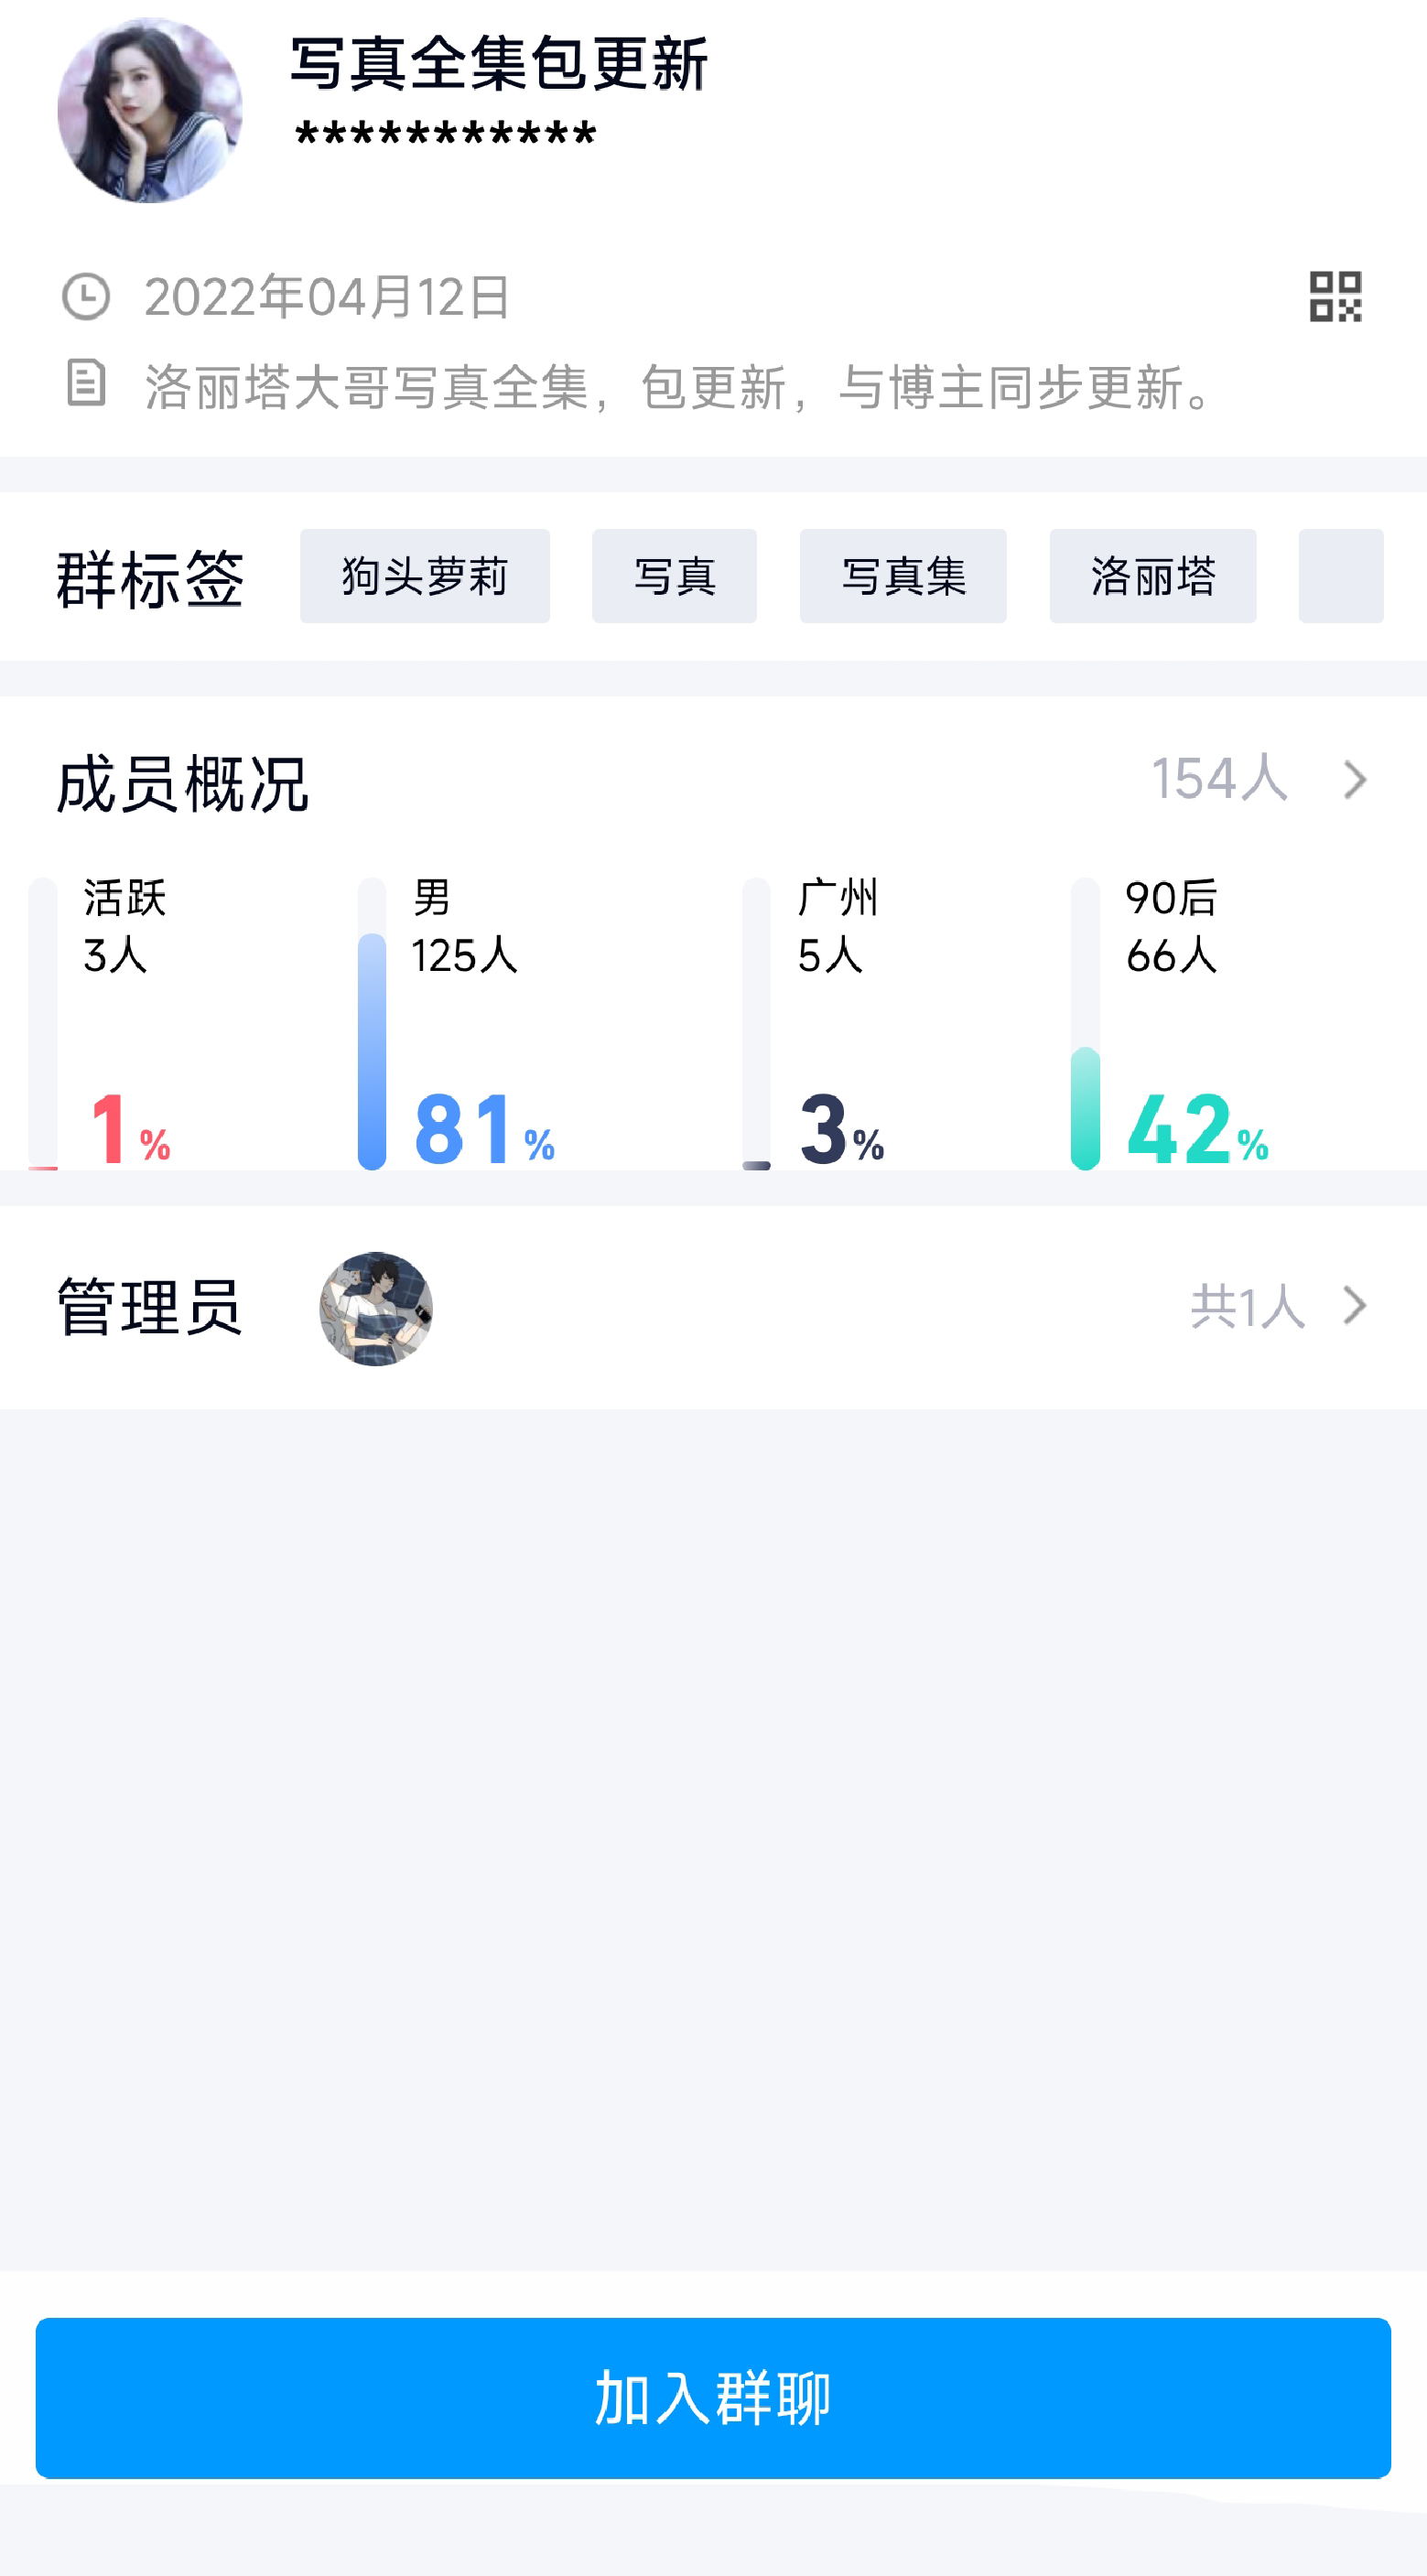 写真全集包更新
***********
2022年04月12日
洛丽塔大哥写真全集，包更新，与博主同步更新。
群标签 狗头萝莉 写真 写真集 洛丽塔
成员概况 154人
活跃 男 广州 90后
3人 125人 5人 66人
1% 81% 3% 42%
管理员 共1人
加入群聊